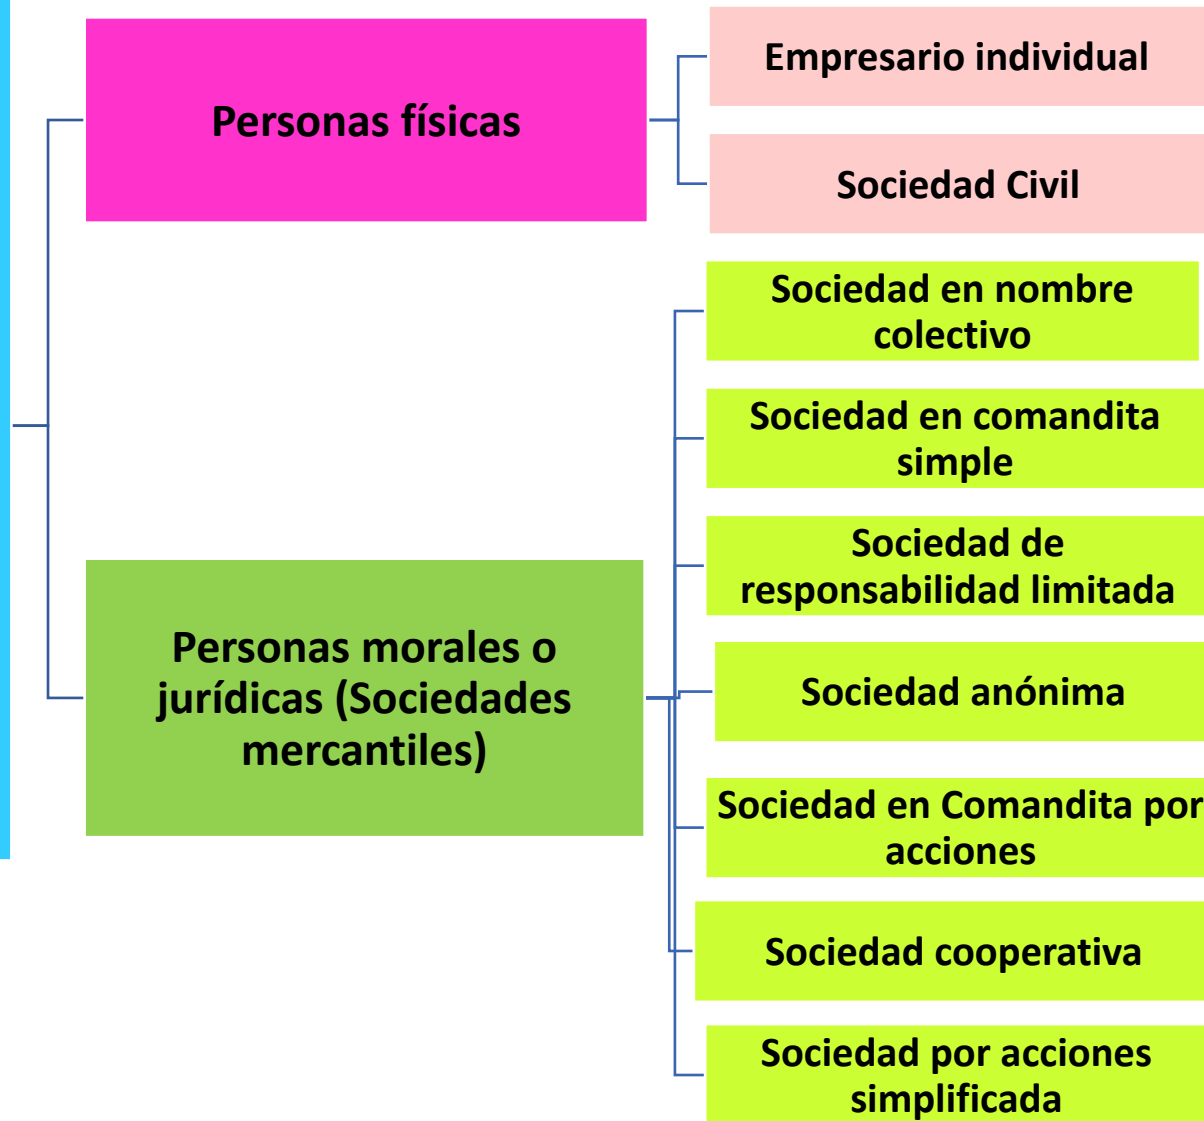 Personas físicas
Empresario individual
Sociedad Civil
Personas morales o
jurídicas (Sociedades
mercantiles)
Sociedad en nombre
colectivo
Sociedad en comandita
simple
Sociedad de
responsabilidad limitada
Sociedad anónima
Sociedad en Comandita por
acciones
Sociedad cooperativa
Sociedad por acciones
simplificada